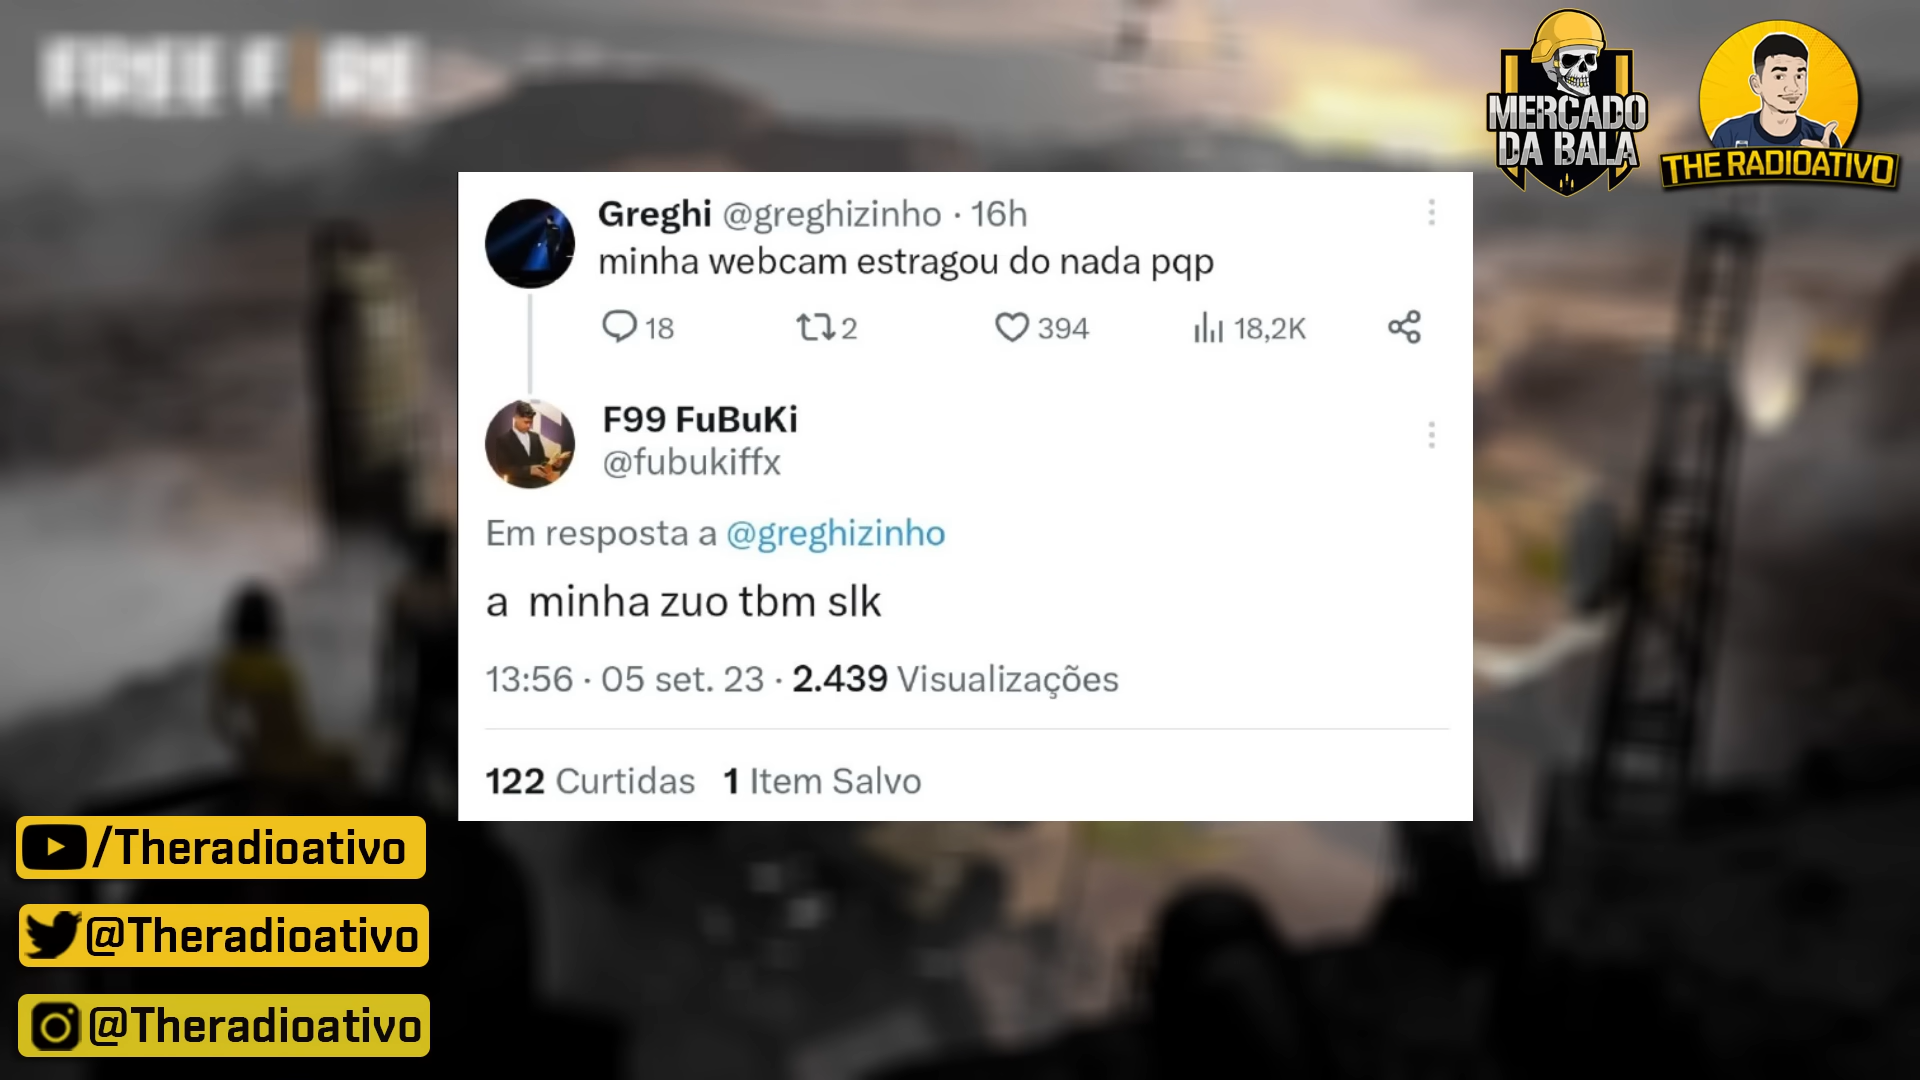 FREE FIRE
MERCADO
DA BALA
THE RADIOATIVO
Greghi @greghizinho · 16h
minha webcam estragou do nada pqp
18 2 394 18,2K
F99 FuBuKi
@fubukiffx
Em resposta a @greghizinho
a minha zuo tbm slk
13:56 · 05 set. 23 · 2.439 Visualizações
122 Curtidas 1 Item Salvo
/Theradioativo
@Theradioativo
@Theradioativo